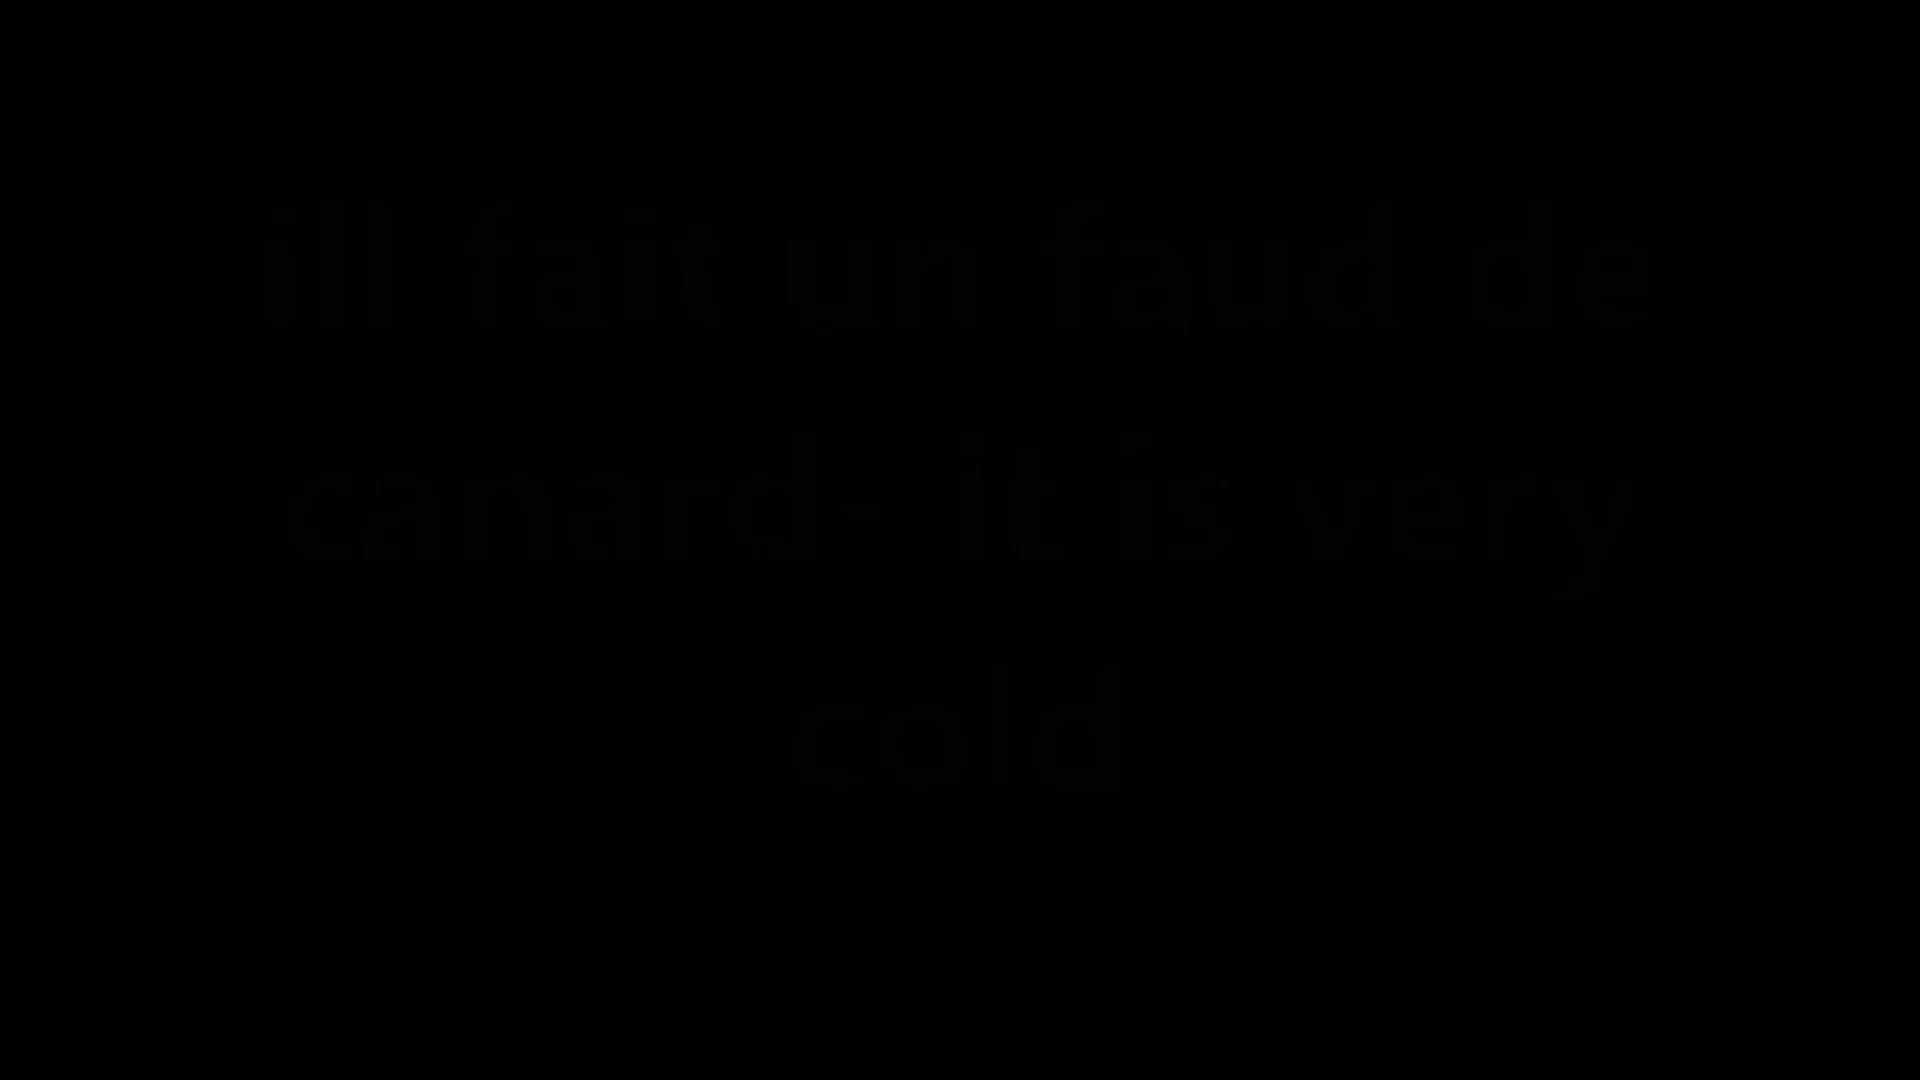 ill fait un faud de
canard- it is very
cold